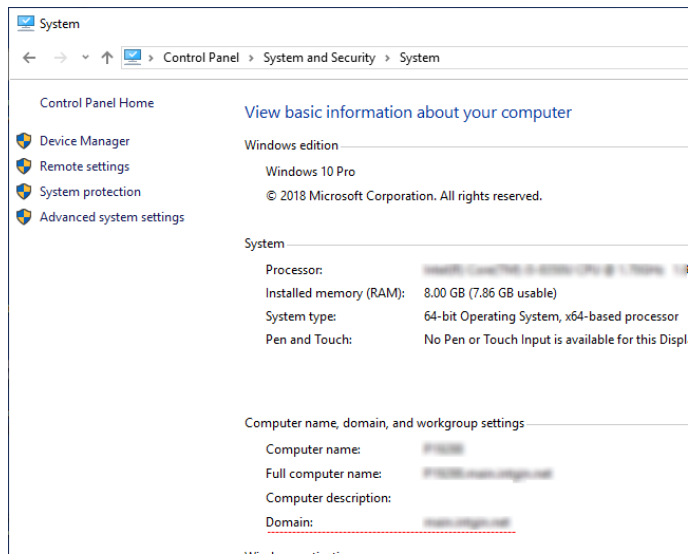 System
Control Panel > System and Security > System
Control Panel Home
Device Manager
Remote settings
System protection
Advanced system settings
View basic information about your computer
Windows edition
Windows 10 Pro
© 2018 Microsoft Corporation. All rights reserved.
System
Processor:
Installed memory (RAM): 8.00 GB (7.86 GB usable)
System type: 64-bit Operating System, x64-based processor
Pen and Touch: No Pen or Touch Input is available for this
Computer name, domain, and workgroup settings
Computer name:
Full computer name:
Computer description:
Domain: